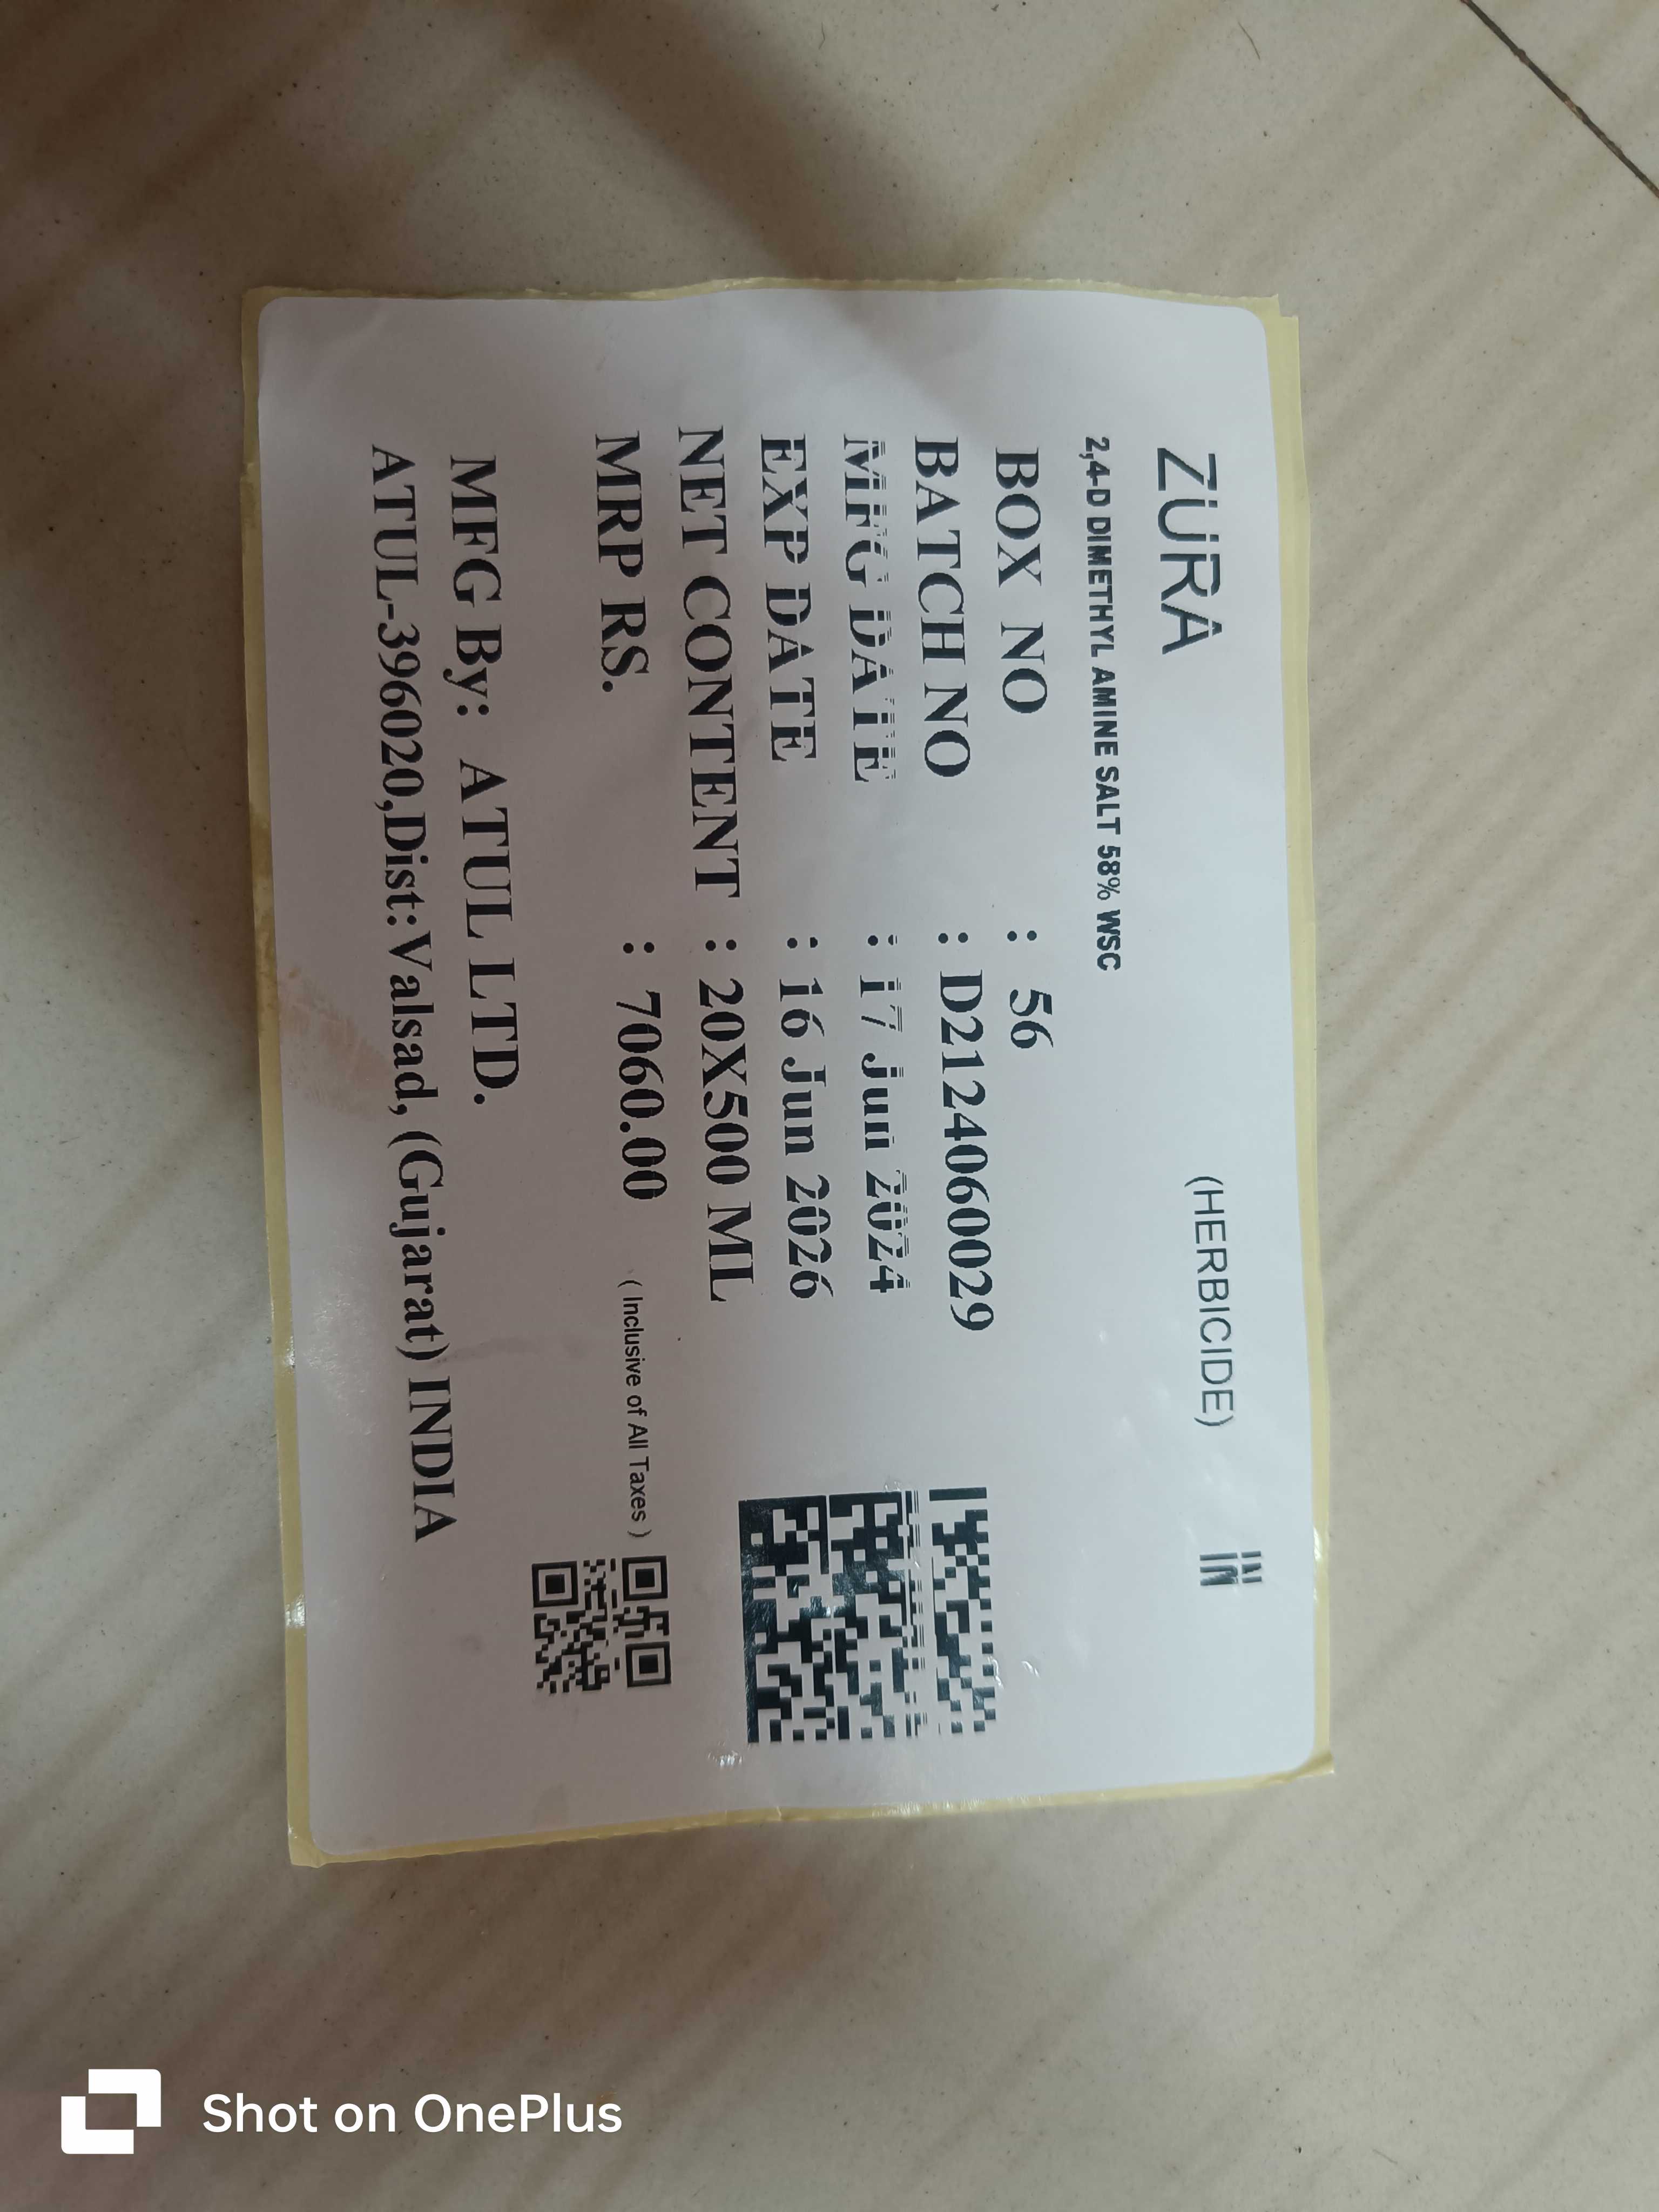 ZURA (HERBICIDE) IN
2,4-D DIMETHYL AMINE SALT 58% WSC
BOX NO : 56
BATCH NO : D2124060029
MFG DATE : 17 Jun 2024
EXP DATE : 16 Jun 2026
NET CONTENT : 20X500 ML
MRP RS. : 7060.00 ( Inclusive of All Taxes )
MFG By: ATUL LTD.
ATUL-396020,Dist:Valsad, (Gujarat) INDIA
Shot on OnePlus